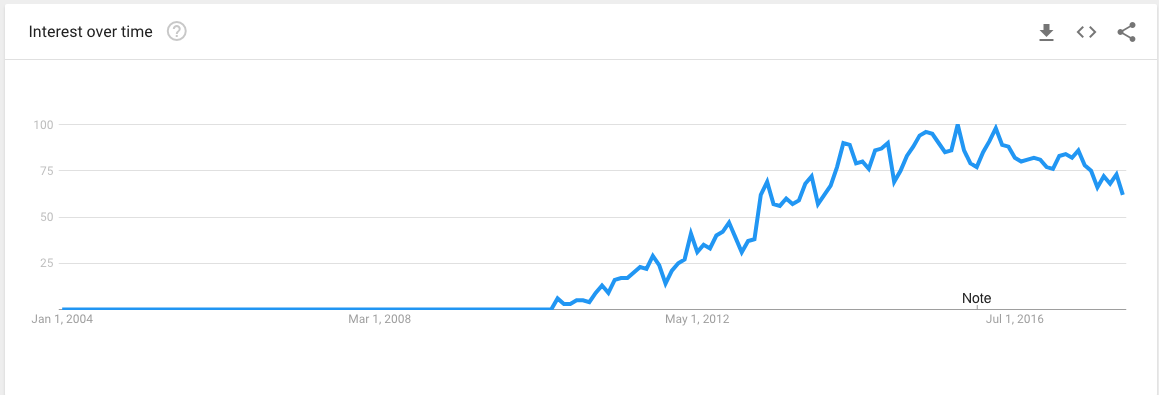 Interest over time ?
100
75
50
25
Note
Jan 1, 2004 Mar 1, 2008 May 1, 2012 Jul 1, 2016